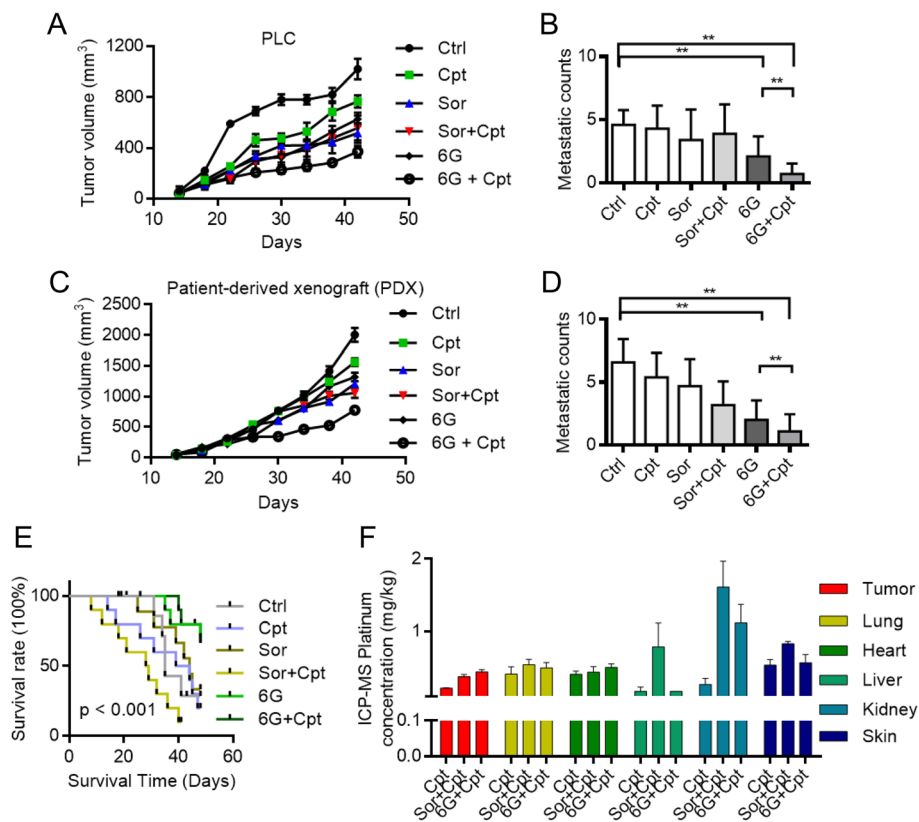 A
PLC
Tumor volume (mm³)
1200
800
400
0
10 20 30 40 50
Days
Ctrl
Cpt
Sor
Sor+Cpt
6G
6G + Cpt
B
Metastatic counts
10
5
0
**
**
**
Ctrl
Cpt
Sor
Sor+Cpt
6G
6G+Cpt
C
Patient-derived xenograft (PDX)
Tumor volume (mm³)
2500
2000
1500
1000
500
0
10 20 30 40 50
Days
Ctrl
Cpt
Sor
Sor+Cpt
6G
6G + Cpt
D
Metastatic counts
10
5
0
**
**
**
Ctrl
Cpt
Sor
Sor+Cpt
6G
6G+Cpt
E
Survival rate (100%)
100
50
0
p < 0.001
0 20 40 60
Survival Time (Days)
Ctrl
Cpt
Sor
Sor+Cpt
6G
6G+Cpt
F
ICP-MS Platinum
concentration (mg/kg)
2
1
0.1
0.0
Cpt
Sor+Cpt
6G+Cpt
Cpt
Sor+Cpt
6G+Cpt
Cpt
Sor+Cpt
6G+Cpt
Cpt
Sor+Cpt
6G+Cpt
Cpt
Sor+Cpt
6G+Cpt
Cpt
Sor+Cpt
6G+Cpt
Tumor
Lung
Heart
Liver
Kidney
Skin